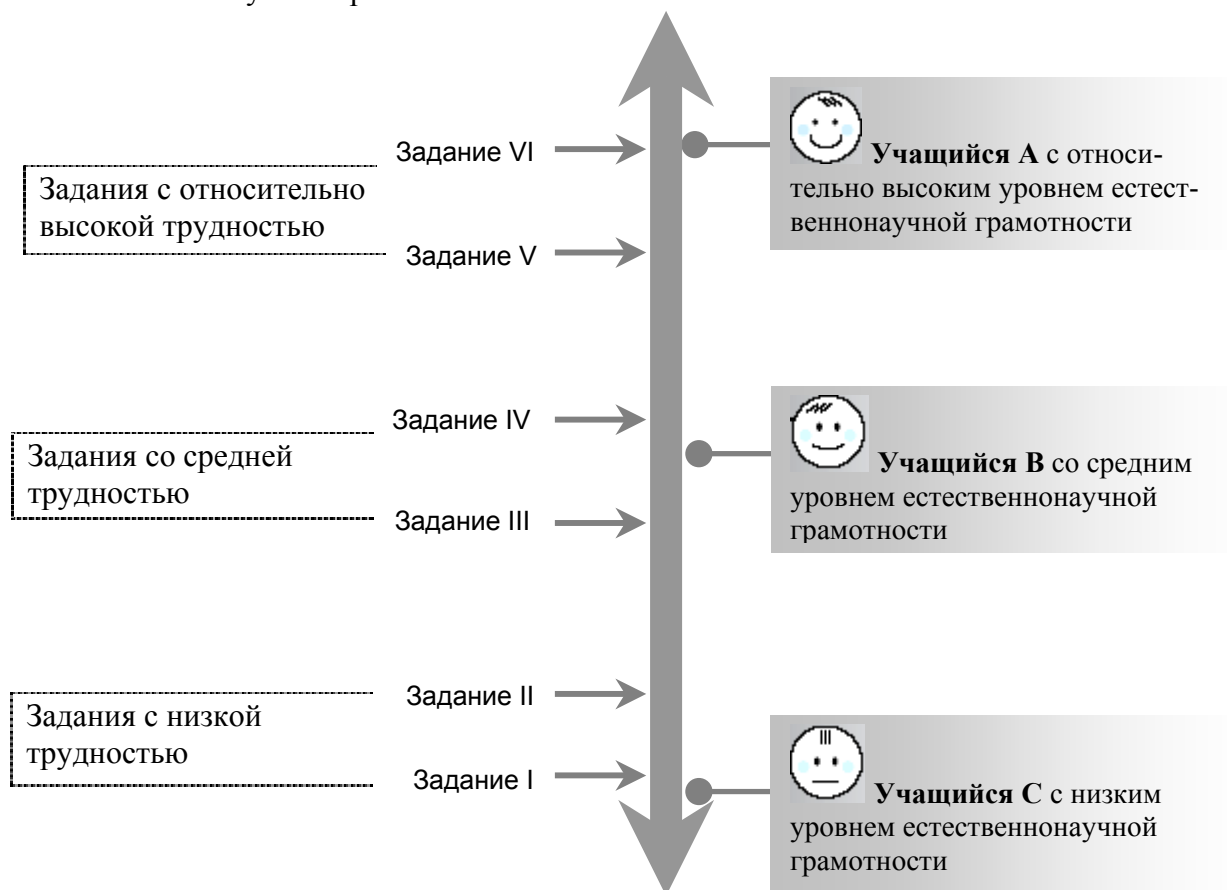 Задание VI
Задания с относительно
высокой трудностью
Задание V
Учащийся А с относи-
тельно высоким уровнем естест-
веннонаучной грамотности
Задание IV
Задания со средней
трудностью
Задание III
Учащийся В со средним
уровнем естественнонаучной
грамотности
Задание II
Задания с низкой
трудностью
Задание I
Учащийся С с низким
уровнем естественнонаучной
грамотности